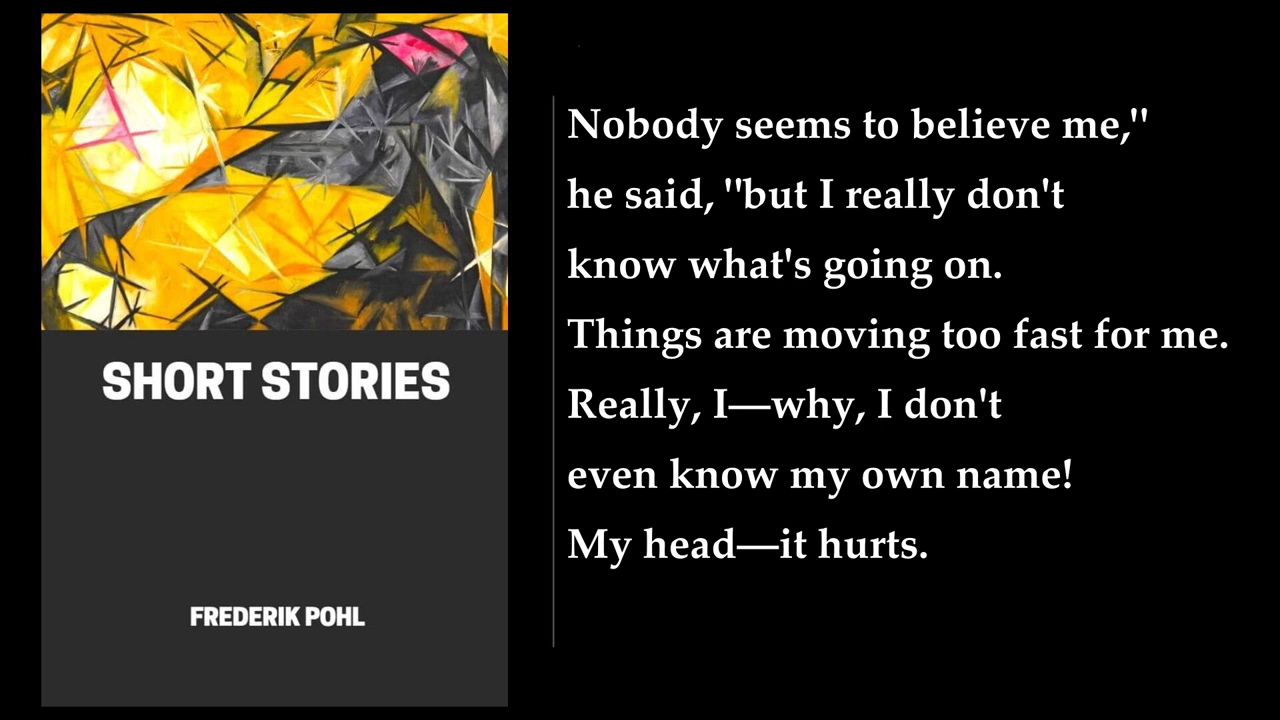 SHORT STORIES
FREDERIK POHL
Nobody seems to believe me,"
he said, "but I really don't
know what's going on.
Things are moving too fast for me.
Really, I—why, I don't
even know my own name!
My head—it hurts.